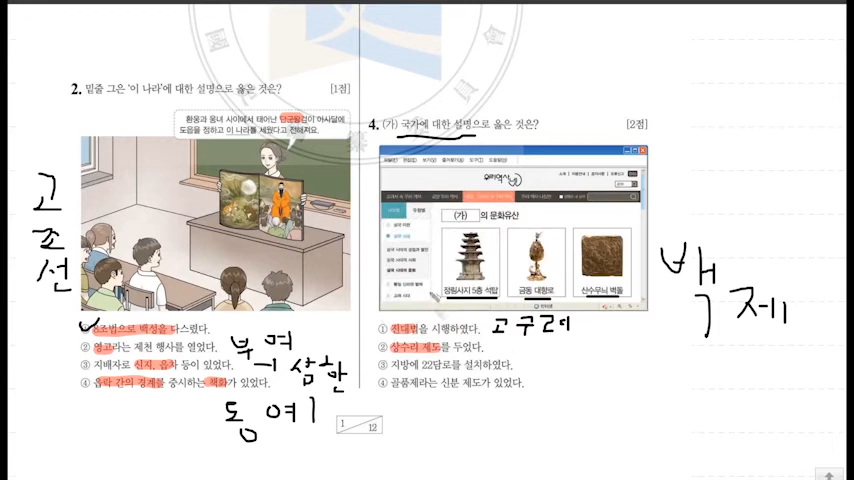 2. 밑줄 그은 '이 나라'에 대한 설명으로 옳은 것은?
[1점]
환웅과 웅녀 사이에서 태어난 단군왕검이 아사달에
도읍을 정하고 이 나라를 세웠다고 전해져요.
고조선
① 8조법으로 백성을 다스렸다.
② 영고라는 제천 행사를 열었다.
부여
③ 지배자로 신지, 읍차 등이 있었다.
삼한
④ 읍락 간의 경계를 중시하는 책화가 있었다.
동예
1
12
4. (가) 국가에 대한 설명으로 옳은 것은?
[2점]
우리역사넷
(가) 의 문화유산
정림사지 5층 석탑
금동 대향로
산수무늬 벽돌
백제
① 진대법을 시행하였다.
고구려
② 상수리 제도를 두었다.
③ 지방에 22담로를 설치하였다.
④ 골품제라는 신분 제도가 있었다.